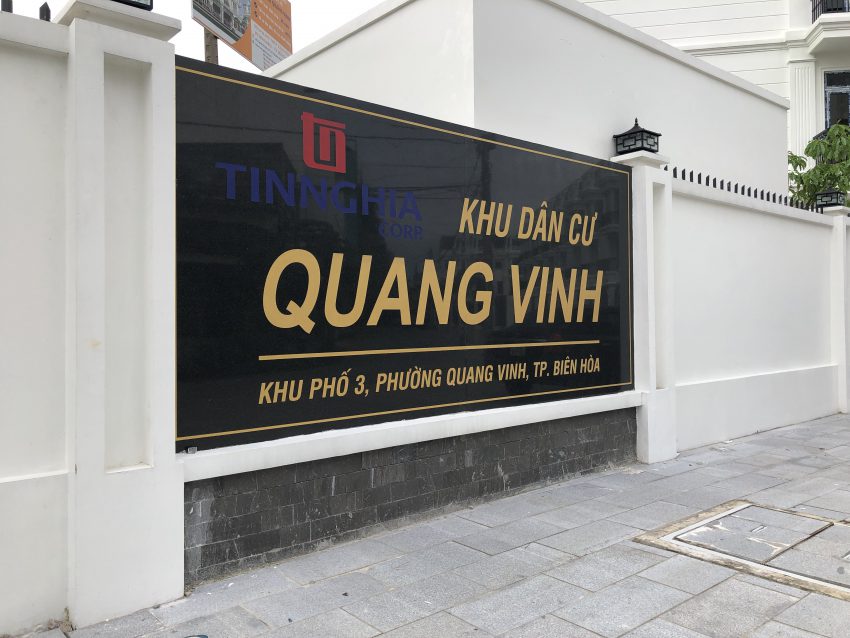 TINNGHIA
CORP.
KHU DÂN CƯ
QUANG VINH
KHU PHỐ 3, PHƯỜNG QUANG VINH, TP. BIÊN HÒA